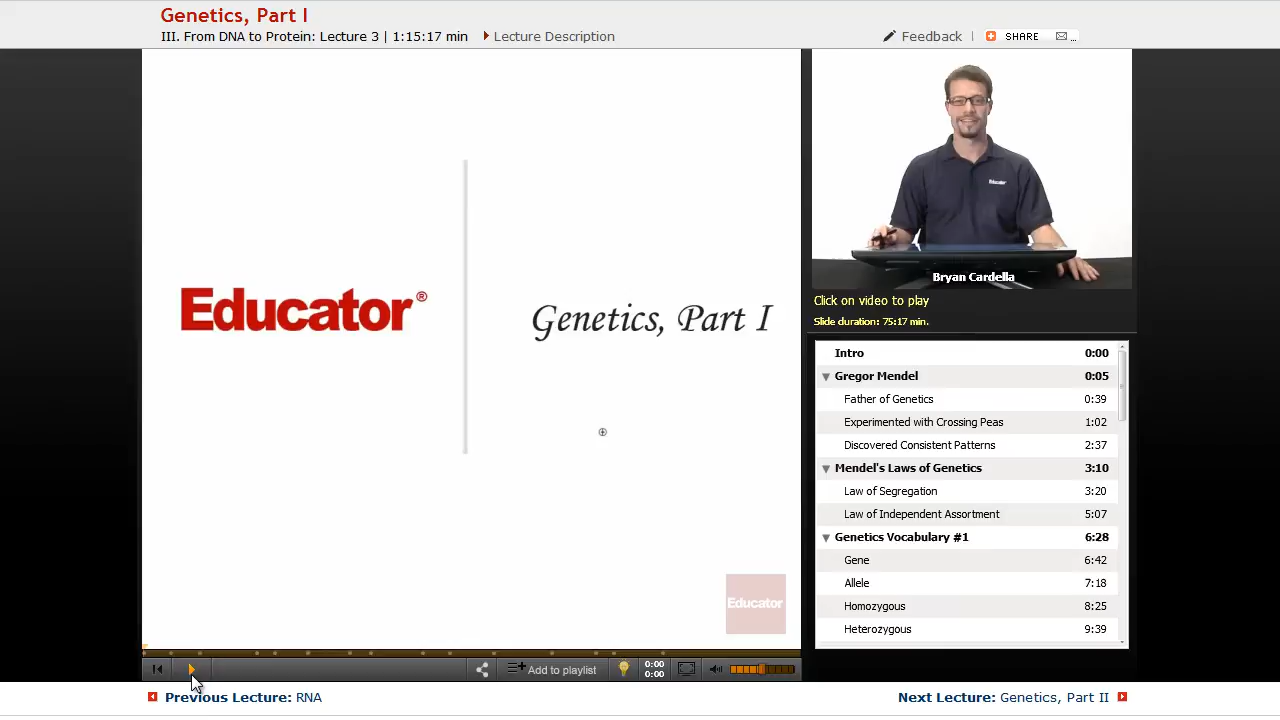 Genetics, Part I
III. From DNA to Protein: Lecture 3 | 1:15:17 min
Lecture Description
Feedback
SHARE
Educator®
Genetics, Part I
Educator
Educator
Bryan Cardella
Click on video to play
Slide duration: 75:17 min.
Intro 0:00
Gregor Mendel 0:05
Father of Genetics 0:39
Experimented with Crossing Peas 1:02
Discovered Consistent Patterns 2:37
Mendel's Laws of Genetics 3:10
Law of Segregation 3:20
Law of Independent Assortment 5:07
Genetics Vocabulary #1 6:28
Gene 6:42
Allele 7:18
Homozygous 8:25
Heterozygous 9:39
Add to playlist
0:00
0:00
Previous Lecture: RNA
Next Lecture: Genetics, Part II